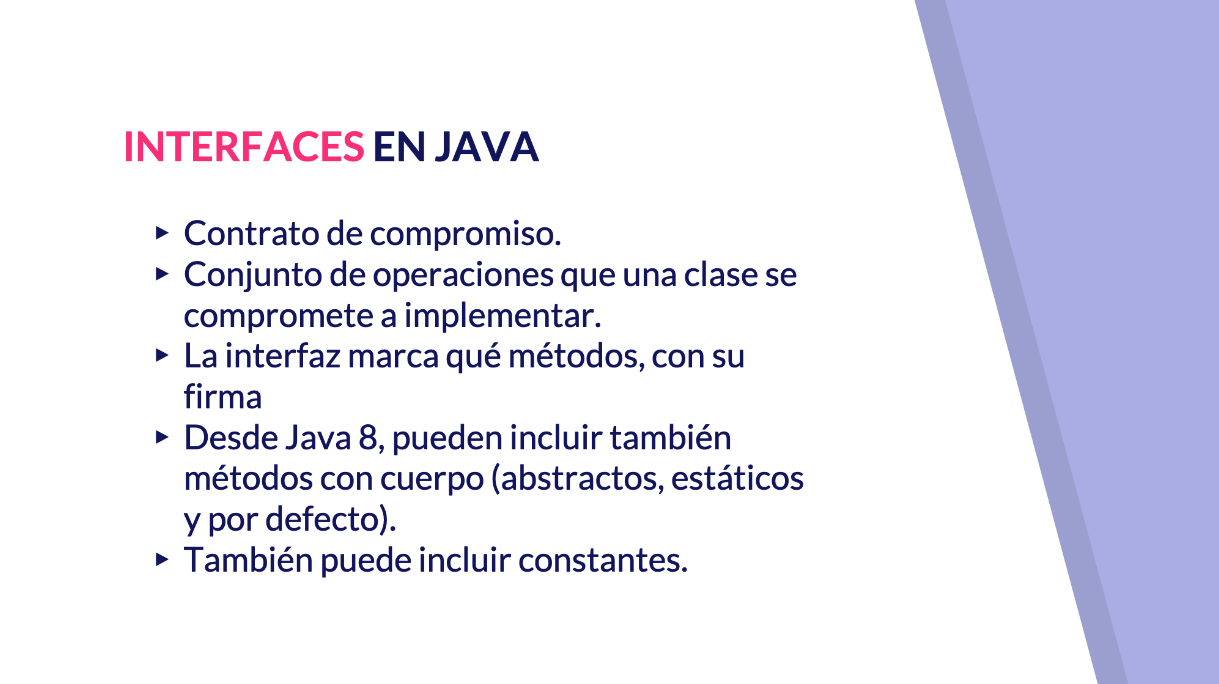 INTERFACES EN JAVA
▸ Contrato de compromiso.
▸ Conjunto de operaciones que una clase se
compromete a implementar.
▸ La interfaz marca qué métodos, con su
firma
▸ Desde Java 8, pueden incluir también
métodos con cuerpo (abstractos, estáticos
y por defecto).
▸ También puede incluir constantes.